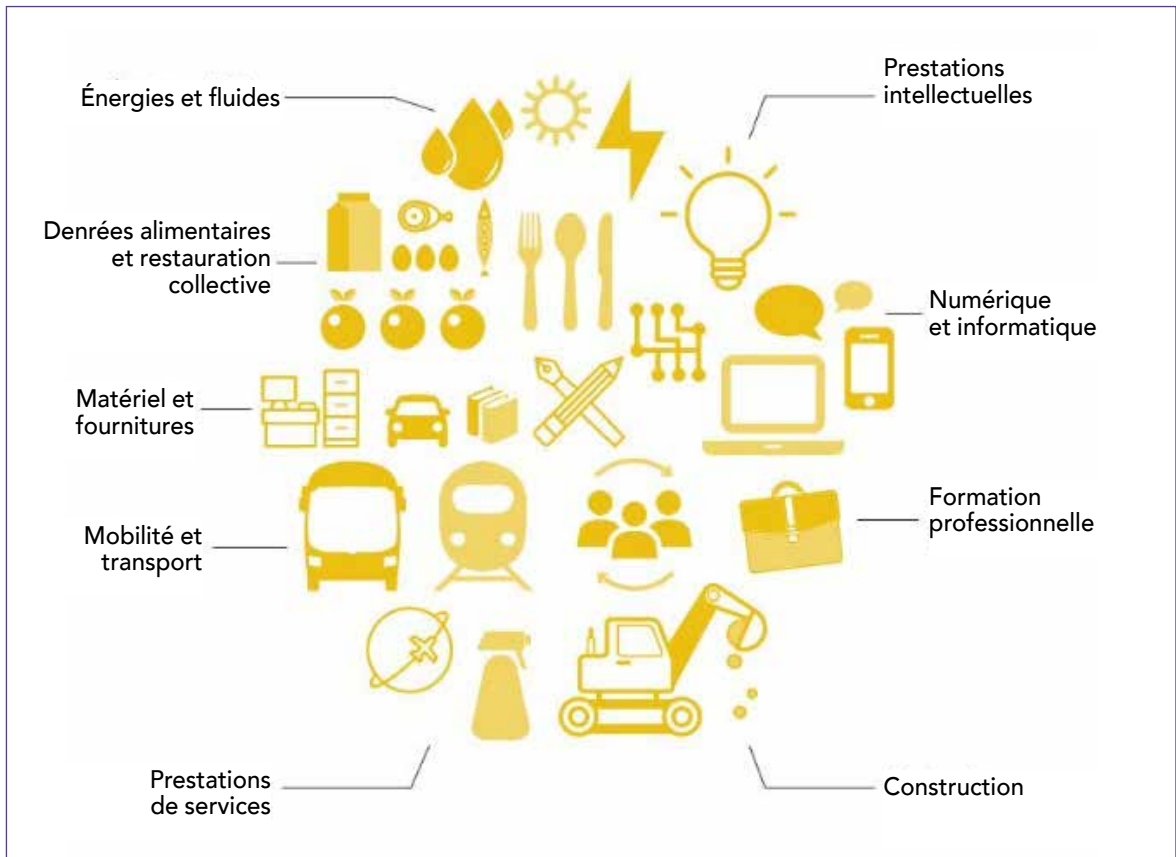 Énergies et fluides
Prestations
intellectuelles
Denrées alimentaires
et restauration
collective
Numérique
et informatique
Matériel et
fournitures
Formation
professionnelle
Mobilité et
transport
Prestations
de services
Construction